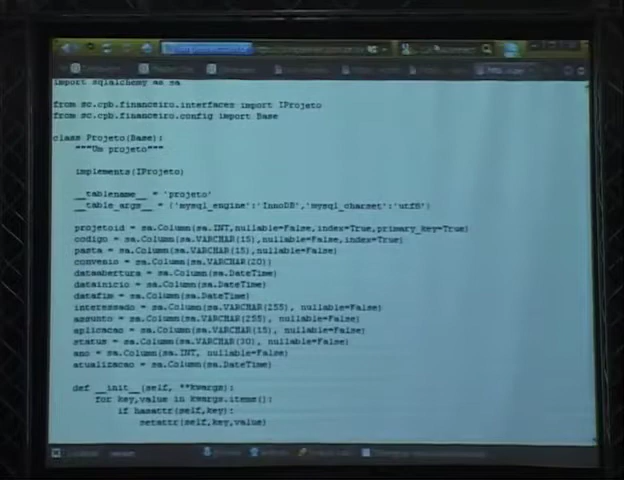 import sqlalchemy as sa
from sc.cpb.financeiro.interfaces import IProjeto
from sc.cpb.financeiro.config import Base
class Projeto(Base):
"""Um projeto"""
implements(IProjeto)
__tablename__ = 'projeto'
__table_args__ = {'mysql_engine':'InnoDB','mysql_charset':'utf8'}
projetoid = sa.Column(sa.INT,nullable=False,index=True,primary_key=True)
codigo = sa.Column(sa.VARCHAR(15),nullable=False,index=True)
pasta = sa.Column(sa.VARCHAR(15),nullable=False)
convenio = sa.Column(sa.VARCHAR(20))
dataabertura = sa.Column(sa.DateTime)
datainicio = sa.Column(sa.DateTime)
datafim = sa.Column(sa.DateTime)
interessado = sa.Column(sa.VARCHAR(255), nullable=False)
assunto = sa.Column(sa.VARCHAR(255), nullable=False)
aplicacao = sa.Column(sa.VARCHAR(15), nullable=False)
status = sa.Column(sa.VARCHAR(30), nullable=False)
ano = sa.Column(sa.INT, nullable=False)
atualizacao = sa.Column(sa.DateTime)
def __init__(self, **kwargs):
for key,value in kwargs.items():
if hasattr(self,key):
setattr(self,key,value)